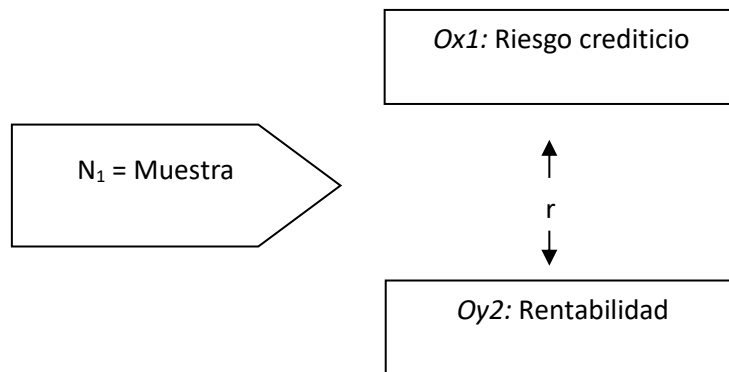 Ox1: Riesgo crediticio
N₁ = Muestra
r
Oy2: Rentabilidad